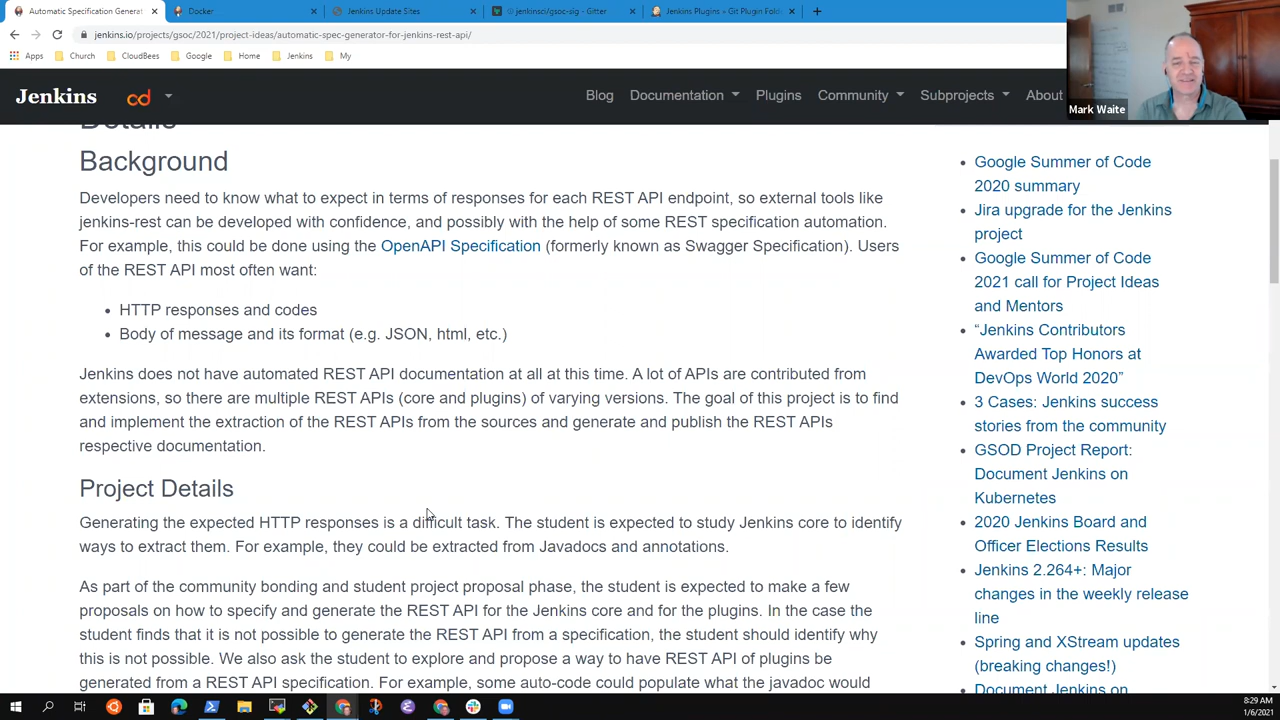 Automatic Specification Generat
Docker
Jenkins Update Sites
jenkinsci/gsoc-sig - Gitter
Jenkins Plugins » Git Plugin Fold
jenkins.io/projects/gsoc/2021/project-ideas/automatic-spec-generator-for-jenkins-rest-api/
Apps Church CloudBees Google Home Jenkins My
Jenkins cd Blog Documentation Plugins Community Subprojects About
Mark Waite
Details
Background
Developers need to know what to expect in terms of responses for each REST API endpoint, so external tools like
jenkins-rest can be developed with confidence, and possibly with the help of some REST specification automation.
For example, this could be done using the OpenAPI Specification (formerly known as Swagger Specification). Users
of the REST API most often want:
• HTTP responses and codes
• Body of message and its format (e.g. JSON, html, etc.)
Jenkins does not have automated REST API documentation at all at this time. A lot of APIs are contributed from
extensions, so there are multiple REST APIs (core and plugins) of varying versions. The goal of this project is to find
and implement the extraction of the REST APIs from the sources and generate and publish the REST APIs
respective documentation.
Project Details
Generating the expected HTTP responses is a difficult task. The student is expected to study Jenkins core to identify
ways to extract them. For example, they could be extracted from Javadocs and annotations.
As part of the community bonding and student project proposal phase, the student is expected to make a few
proposals on how to specify and generate the REST API for the Jenkins core and for the plugins. In the case the
student finds that it is not possible to generate the REST API from a specification, the student should identify why
this is not possible. We also ask the student to explore and propose a way to have REST API of plugins be
generated from a REST API specification. For example, some auto-code could populate what the javadoc would
• Google Summer of Code
2020 summary
• Jira upgrade for the Jenkins
project
• Google Summer of Code
2021 call for Project Ideas
and Mentors
• “Jenkins Contributors
Awarded Top Honors at
DevOps World 2020”
• 3 Cases: Jenkins success
stories from the community
• GSOD Project Report:
Document Jenkins on
Kubernetes
• 2020 Jenkins Board and
Officer Elections Results
• Jenkins 2.264+: Major
changes in the weekly release
line
• Spring and XStream updates
(breaking changes!)
• Document Jenkins on
8:29 AM
1/6/2021